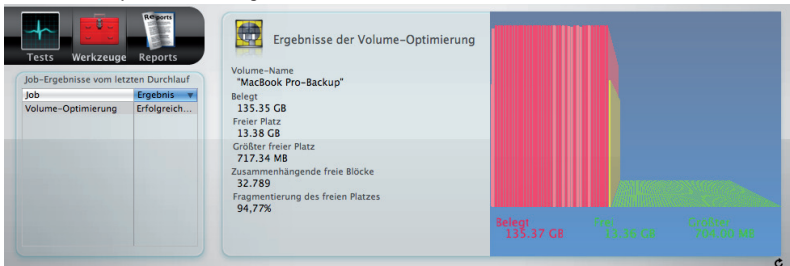 Reports
Tests Werkzeuge Reports
Job-Ergebnisse vom letzten Durchlauf
Job Ergebnis
Volume-Optimierung Erfolgreich...
Ergebnisse der Volume-Optimierung
Volume-Name
"MacBook Pro-Backup"
Belegt
135.35 GB
Freier Platz
13.38 GB
Größter freier Platz
717.34 MB
Zusammenhängende freie Blöcke
32.789
Fragmentierung des freien Platzes
94,77%
Belegt Frei Größter
135.37 GB